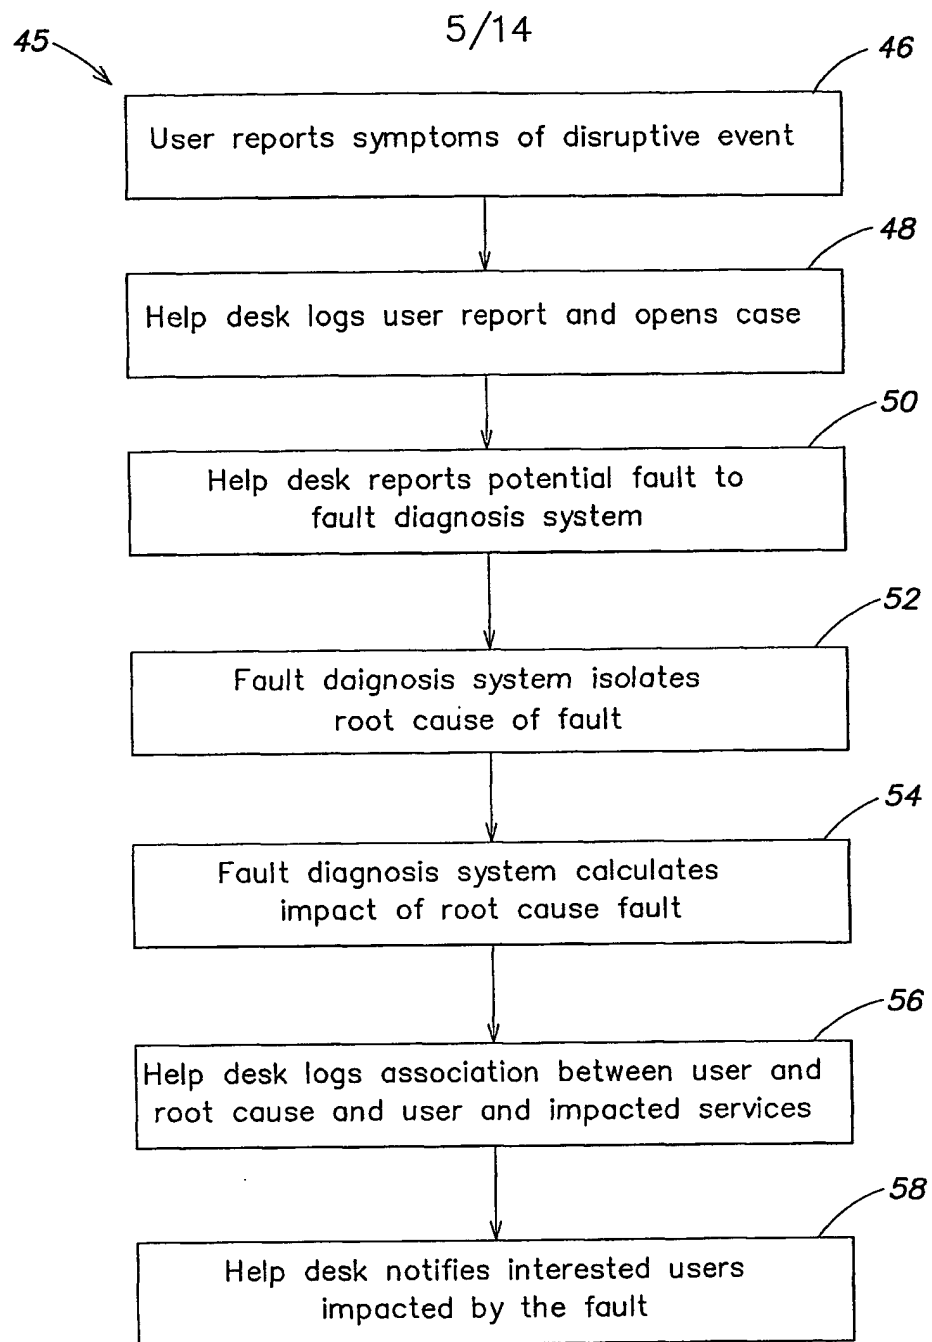 5/14
45
46
User reports symptoms of disruptive event
48
Help desk logs user report and opens case
50
Help desk reports potential fault to
fault diagnosis system
52
Fault daignosis system isolates
root cause of fault
54
Fault diagnosis system calculates
impact of root cause fault
56
Help desk logs association between user and
root cause and user and impacted services
58
Help desk notifies interested users
impacted by the fault